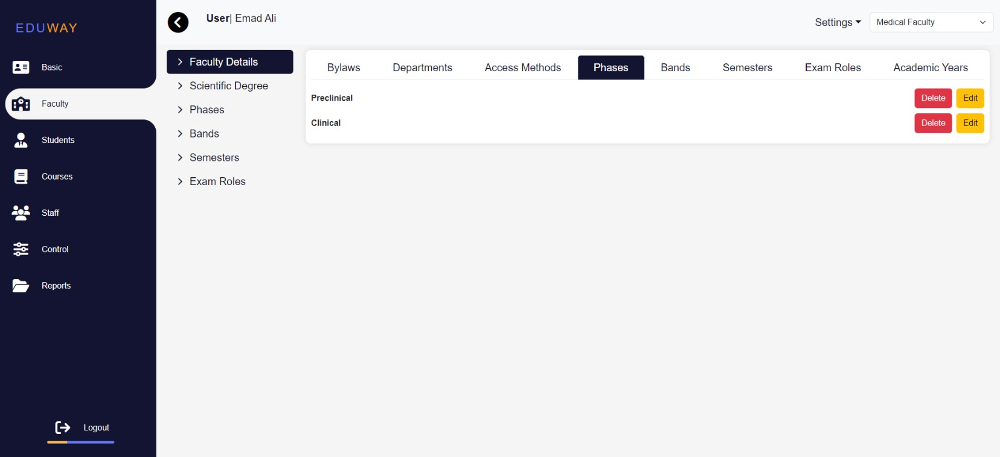 EDUWAY
Basic
Faculty
Students
Courses
Staff
Control
Reports
Logout
User| Emad Ali
Settings
Medical Faculty
Faculty Details
Scientific Degree
Phases
Bands
Semesters
Exam Roles
Bylaws Departments Access Methods Phases Bands Semesters Exam Roles Academic Years
Preclinical Delete Edit
Clinical Delete Edit